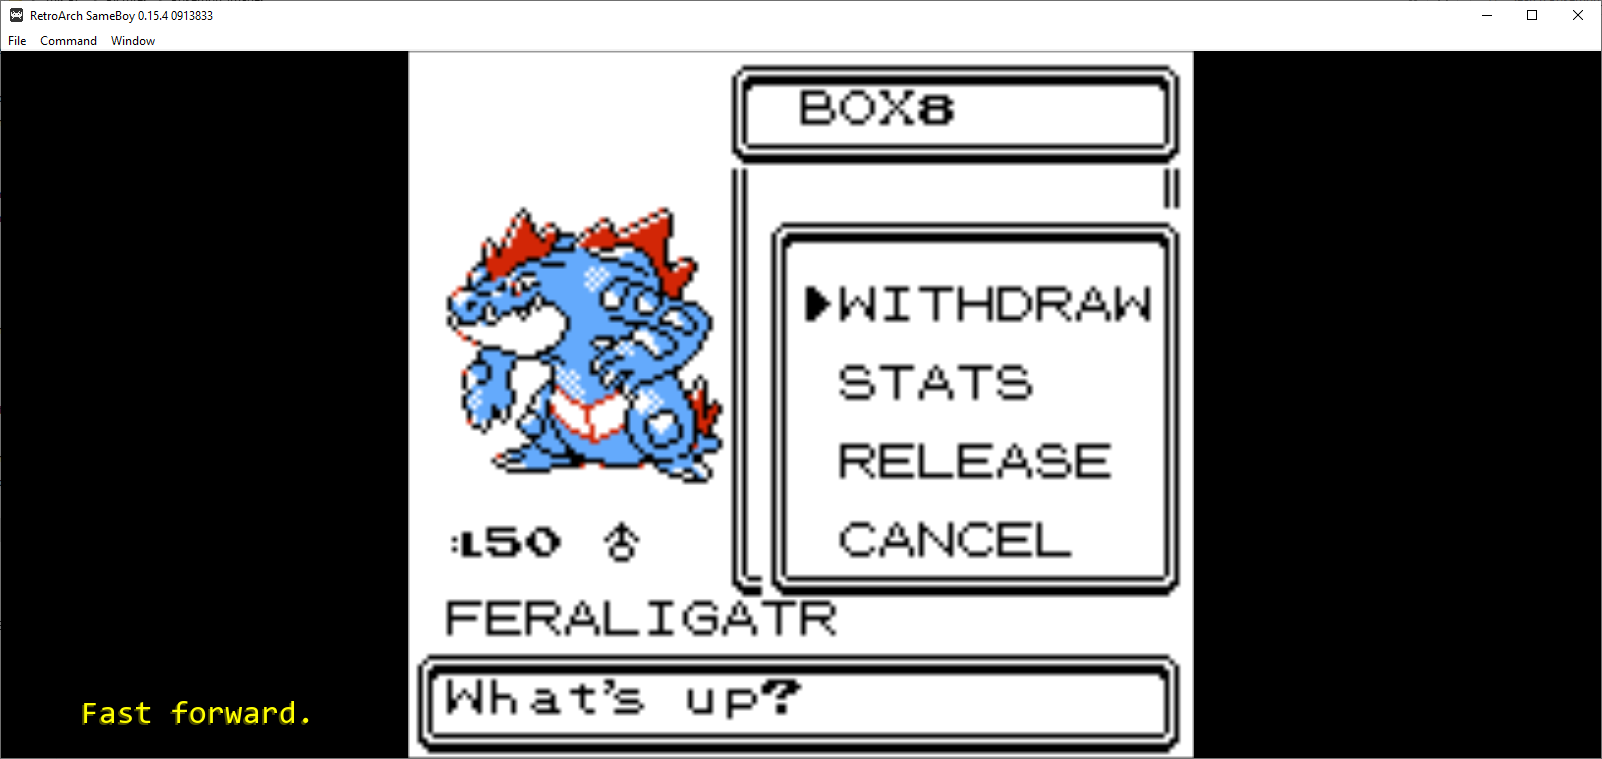 RetroArch SameBoy 0.15.4 0913833
File Command Window
BOX8
WITHDRAW
STATS
RELEASE
CANCEL
:L50 ♂
FERALIGATR
What's up?
Fast forward.